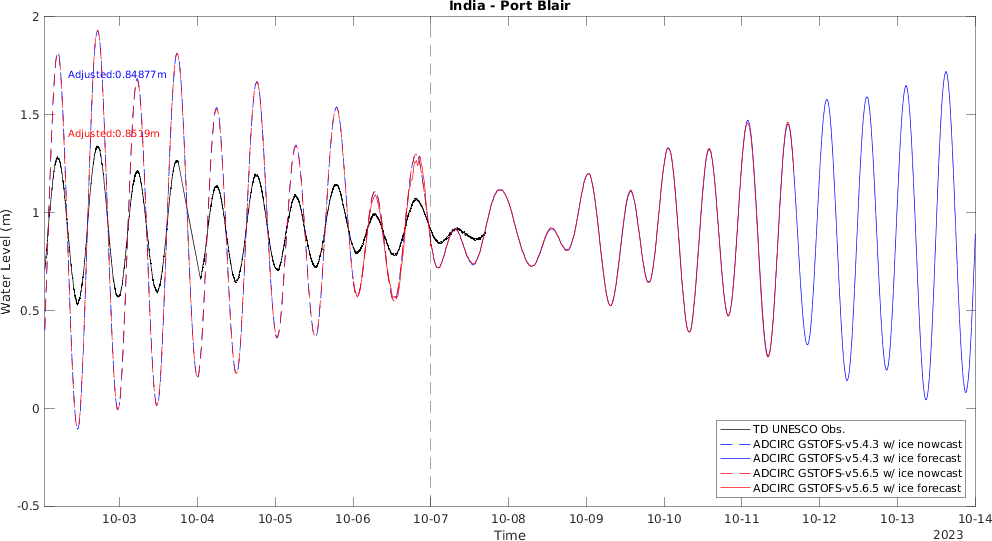 India - Port Blair
2
1.5
1
0.5
0
-0.5
Water Level (m)
Adjusted:0.84877m
Adjusted:0.8519m
TD UNESCO Obs.
ADCIRC GSTOFS-v5.4.3 w/ ice nowcast
ADCIRC GSTOFS-v5.4.3 w/ ice forecast
ADCIRC GSTOFS-v5.6.5 w/ ice nowcast
ADCIRC GSTOFS-v5.6.5 w/ ice forecast
10-03 10-04 10-05 10-06 10-07 10-08 10-09 10-10 10-11 10-12 10-13 10-14
Time
2023